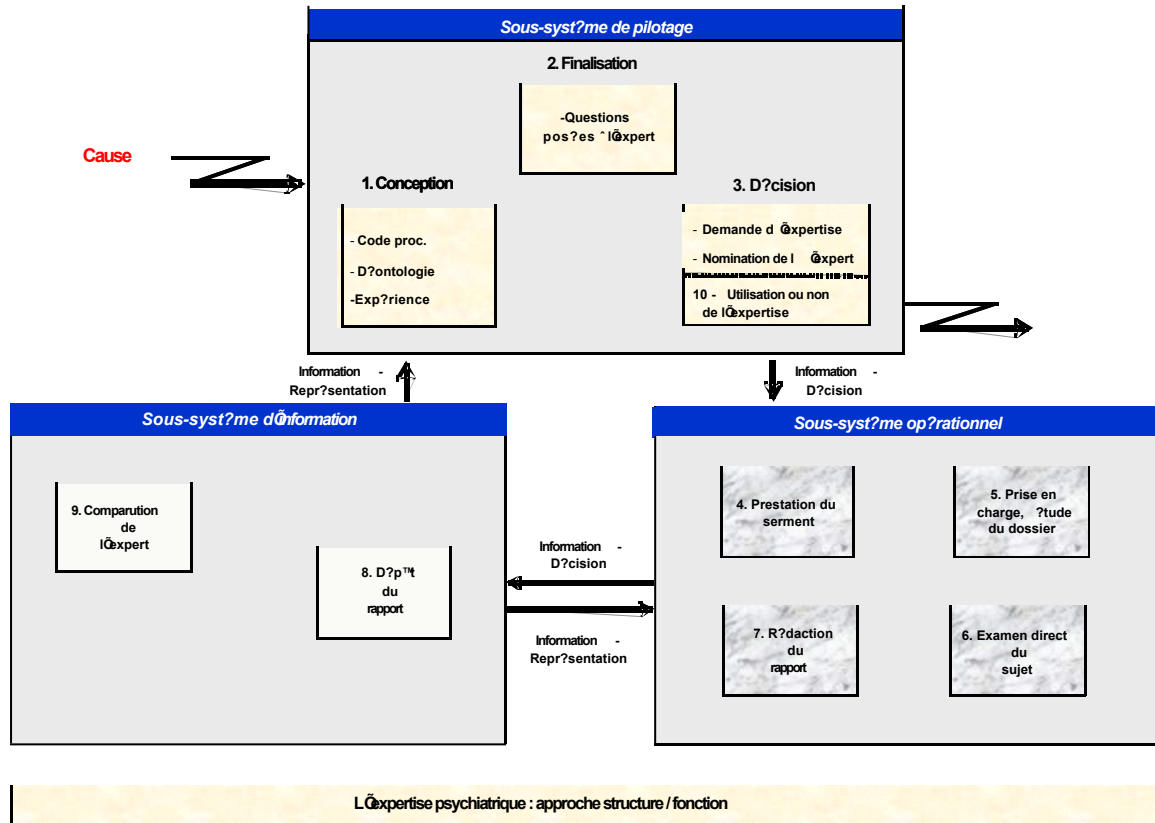 Sous-syst?me de pilotage
2. Finalisation
-Questions
pos?es ˆ lÕexpert
Cause
1. Conception
- Code proc.
- D?ontologie
-Exp?rience
3. D?cision
- Demande d Õexpertise
- Nomination de l Õexpert
10 - Utilisation ou non
de lÕexpertise
Information -
Repr?sentation
Information -
D?cision
Sous-syst?me dÕinformation
9. Comparution
de
lÕexpert
8. D?p™t
du
rapport
Information -
D?cision
Information -
Repr?sentation
Sous-syst?me op?rationnel
4. Prestation du
serment
5. Prise en
charge, ?tude
du dossier
7. R?daction
du
rapport
6. Examen direct
du
sujet
L Õexpertise psychiatrique : approche structure / fonction